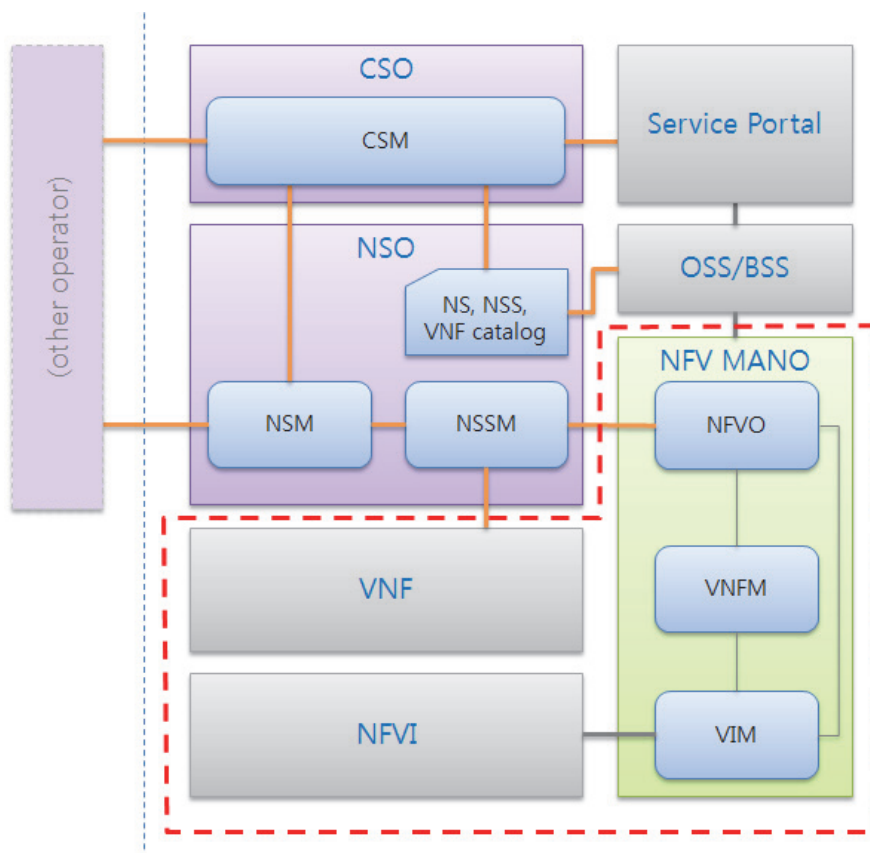 (other operator)
CSO
CSM
Service Portal
NSO
NS, NSS,
VNF catalog
OSS/BSS
NSM
NSSM
NFV MANO
NFVO
VNF
VNFM
NFVI
VIM